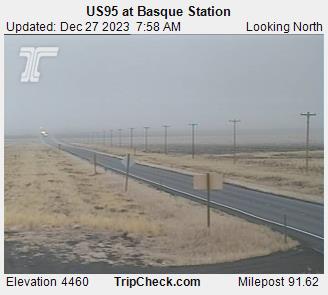 US95 at Basque Station
Updated: Dec 27 2023 7:58 AM Looking North
Elevation 4460 TripCheck.com Milepost 91.62